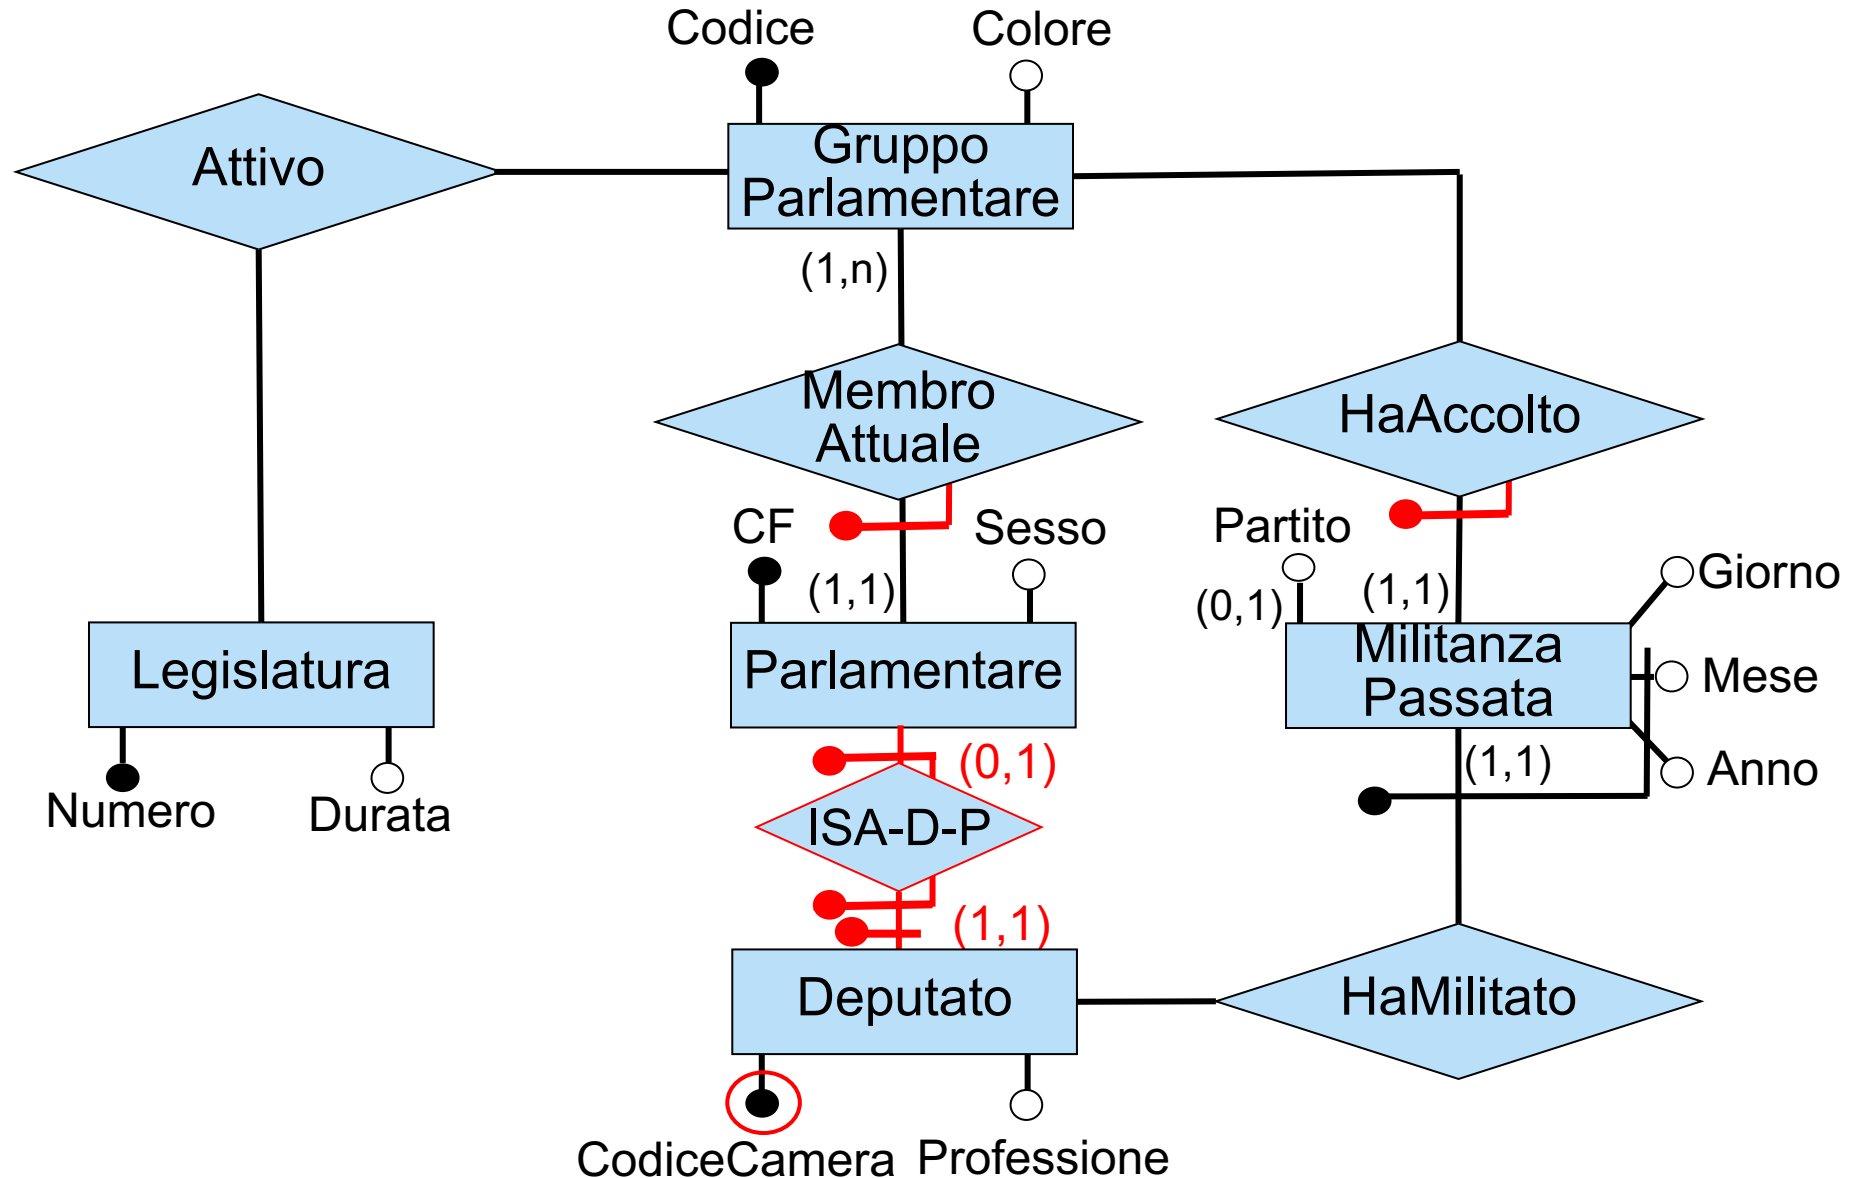 Codice
Colore
Attivo
Gruppo
Parlamentare
(1,n)
Membro
Attuale
HaAccolto
CF
Sesso
Partito
(1,1)
(0,1)
(1,1)
Giorno
Legislatura
Parlamentare
Militanza
Passata
Mese
Numero
Durata
(0,1)
(1,1)
Anno
ISA-D-P
(1,1)
Deputato
HaMilitato
CodiceCamera
Professione